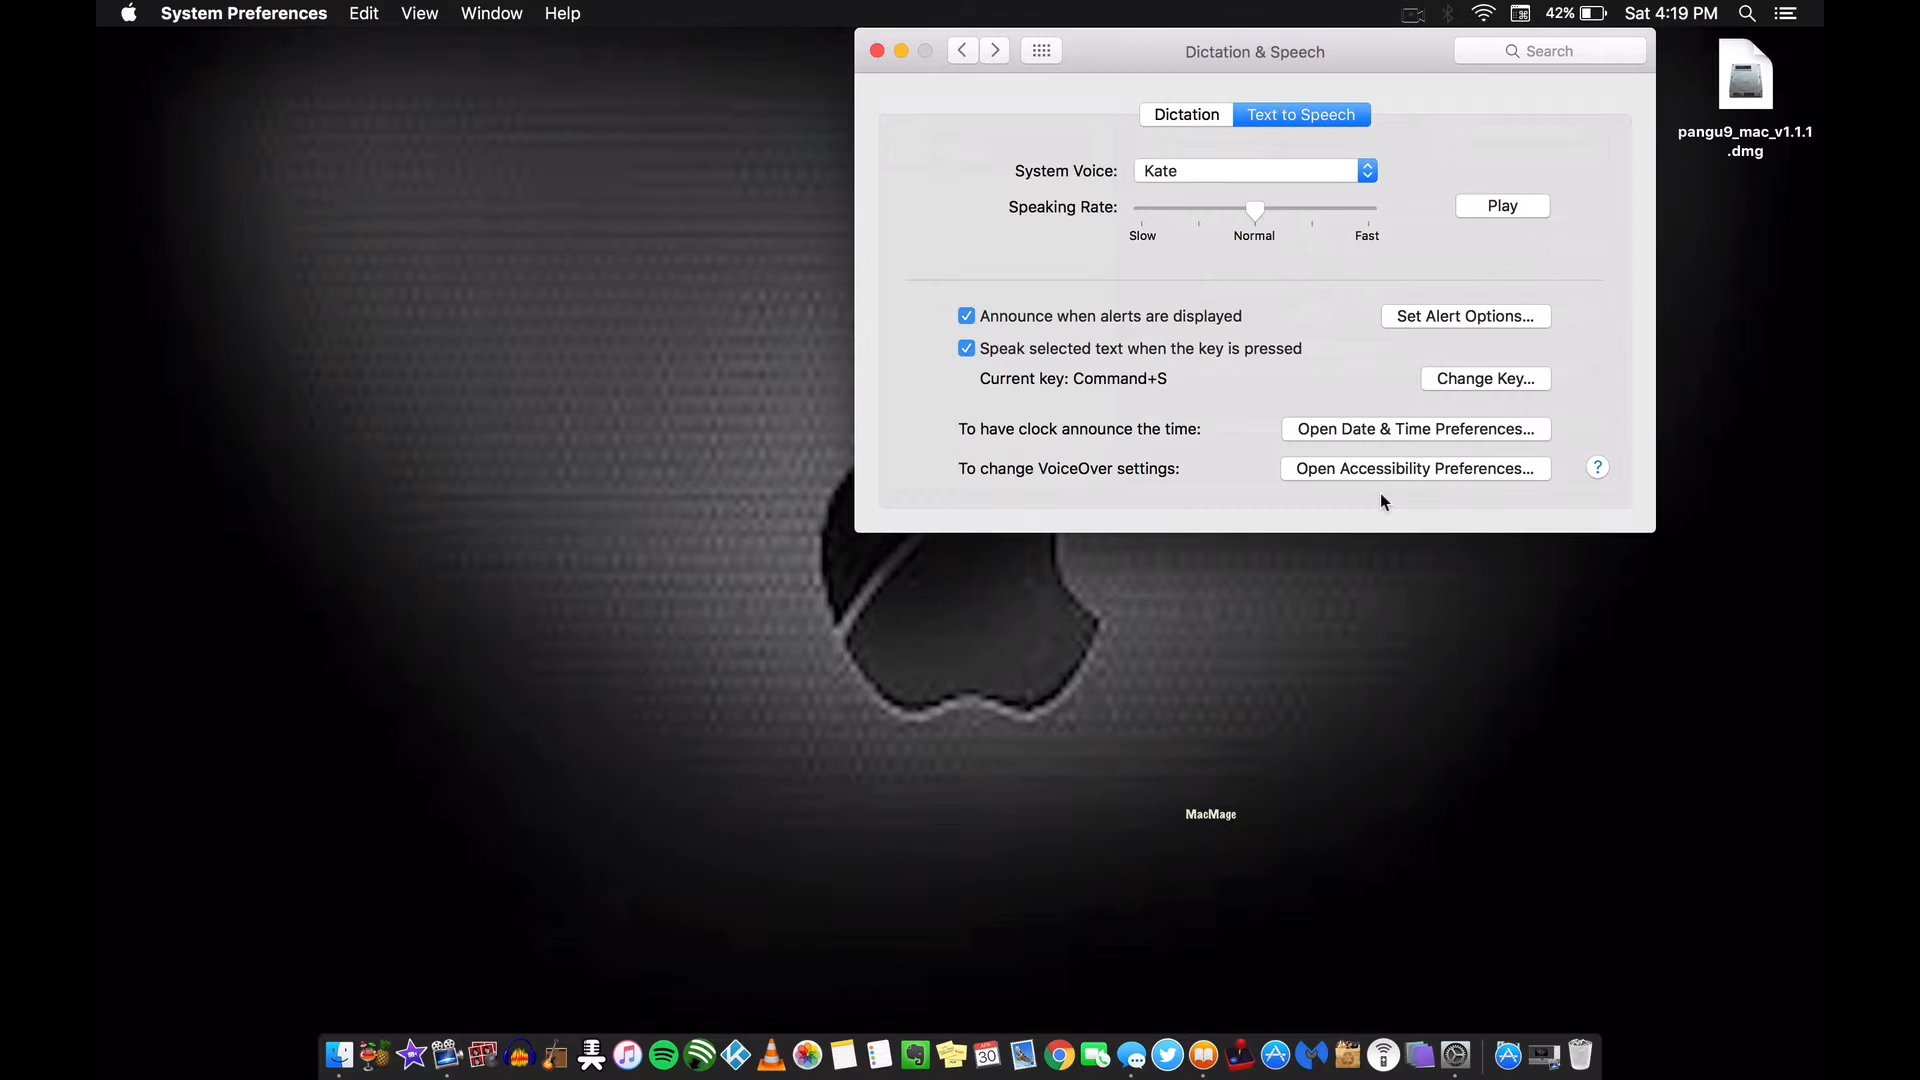 System Preferences Edit View Window Help 42% Sat 4:19 PM
Dictation & Speech
Search
Dictation Text to Speech
System Voice: Kate
Speaking Rate:
Play
Slow Normal Fast
Announce when alerts are displayed
Set Alert Options...
Speak selected text when the key is pressed
Current key: Command+S
Change Key...
To have clock announce the time:
Open Date & Time Preferences...
To change VoiceOver settings:
Open Accessibility Preferences...
?
pangu9_mac_v1.1.1
.dmg
MacMage
APR
30